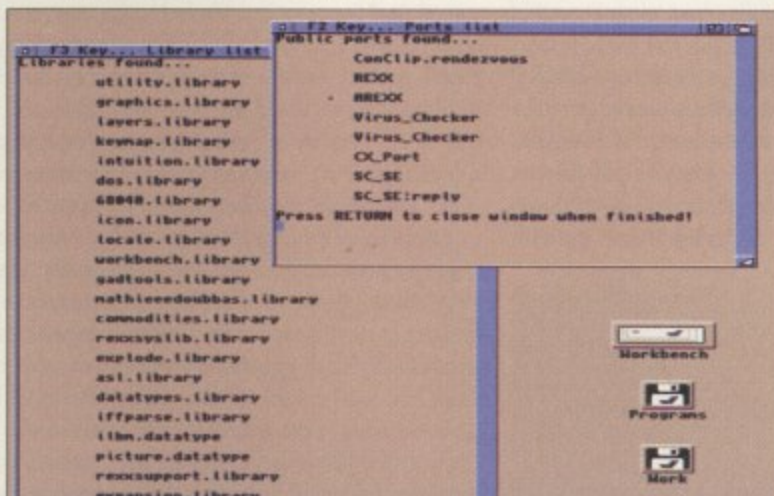 F3 Key... Library list
Libraries found...
utility.library
graphics.library
layers.library
keymap.library
intuition.library
dos.library
68040.library
icon.library
locale.library
workbench.library
gadtools.library
mathieeedoubbas.library
commodities.library
rexxsyslib.library
explode.library
asl.library
datatypes.library
iffparse.library
ilbm.datatype
picture.datatype
rexxsupport.library
expansion.library
F2 Key... Ports list
Public ports found...
ConClip.rendezvous
REXX
AREXX
Virus_Checker
Virus_Checker
CX_Port
SC_SE
SC_SE:reply
Press RETURN to close window when finished!
Workbench
Programs
Work